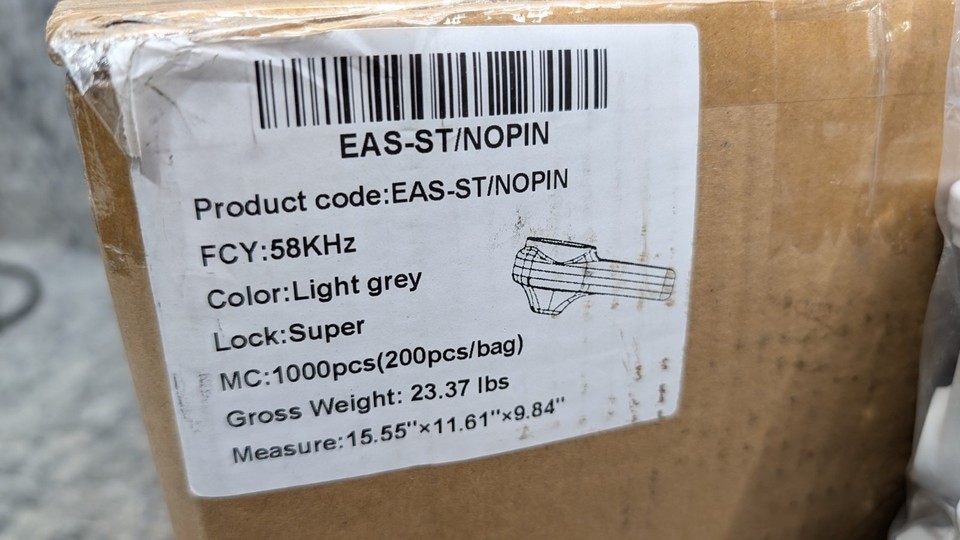 EAS-ST/NOPIN
Product code:EAS-ST/NOPIN
FCY:58KHz
Color:Light grey
Lock:Super
MC:1000pcs(200pcs/bag)
Gross Weight: 23.37 lbs
Measure:15.55"×11.61"×9.84"